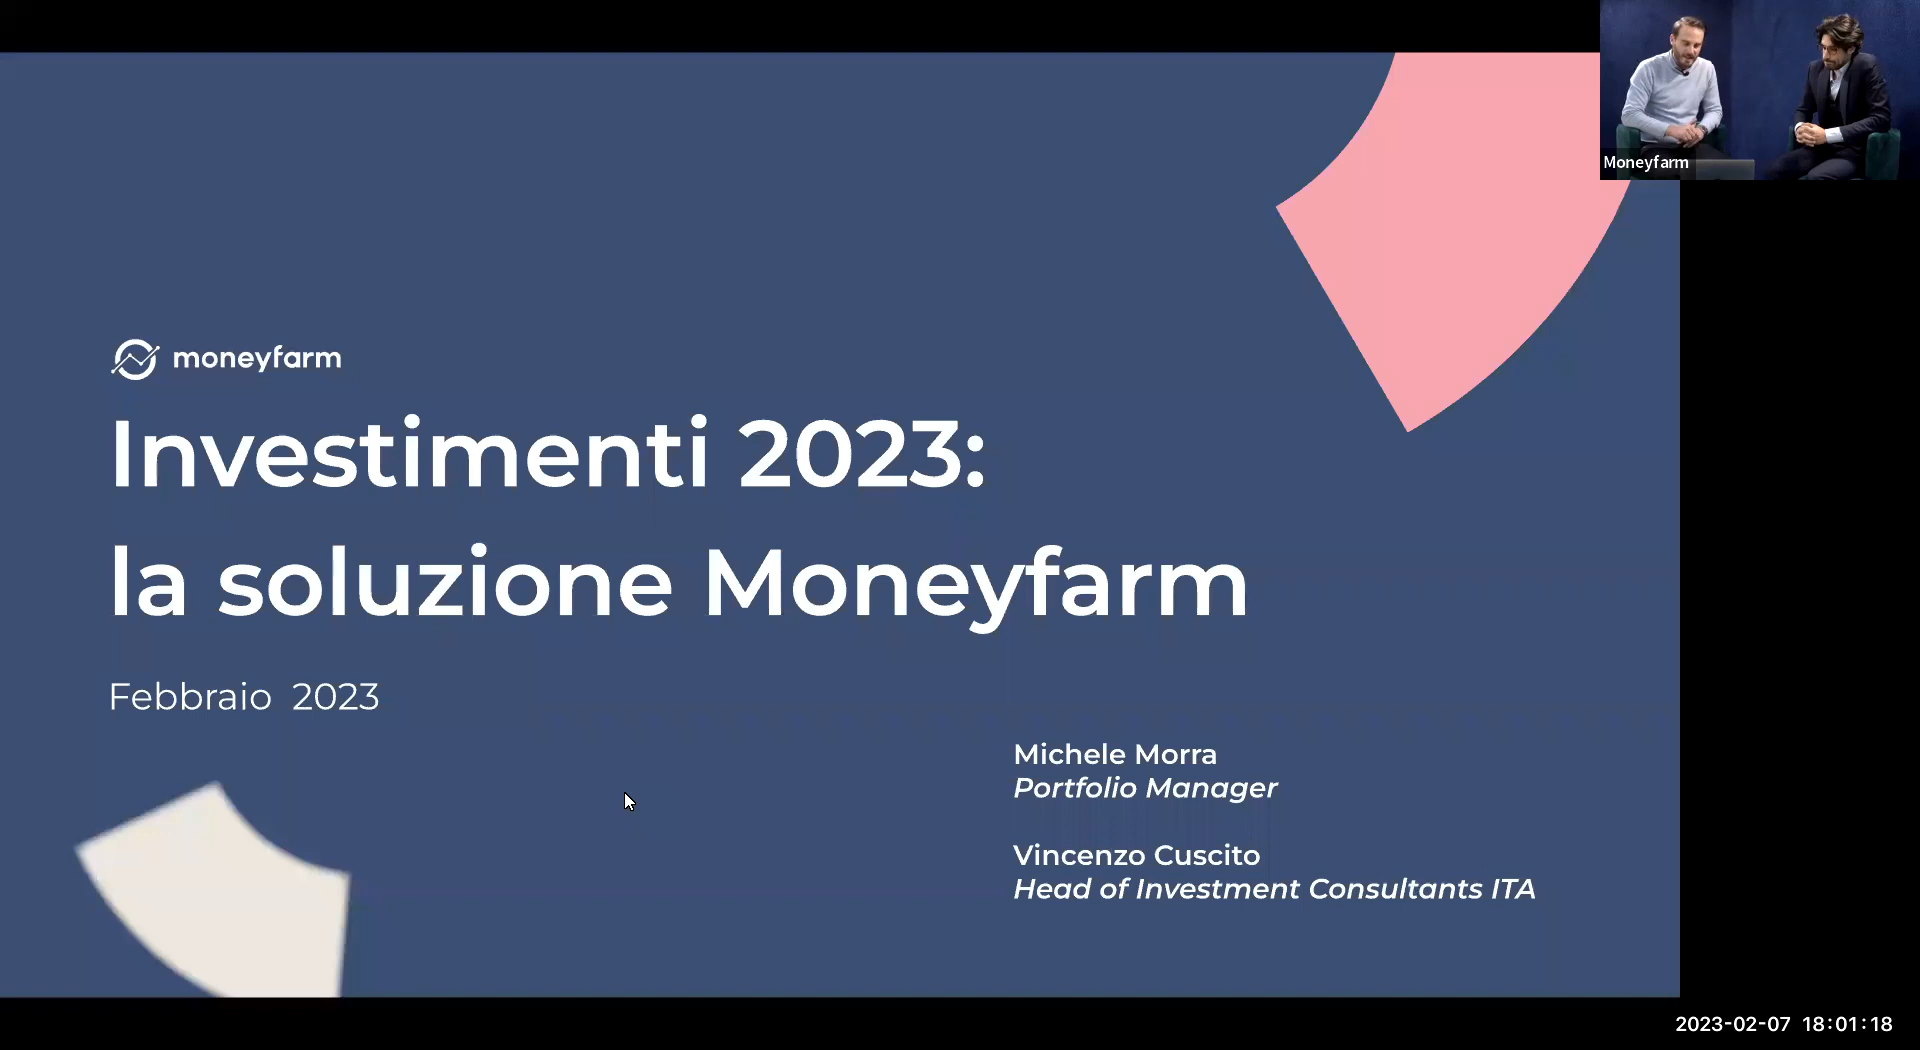 Moneyfarm
moneyfarm
Investimenti 2023:
la soluzione Moneyfarm
Febbraio 2023
Michele Morra
Portfolio Manager
Vincenzo Cuscito
Head of Investment Consultants ITA
2023-02-07 18:01:18